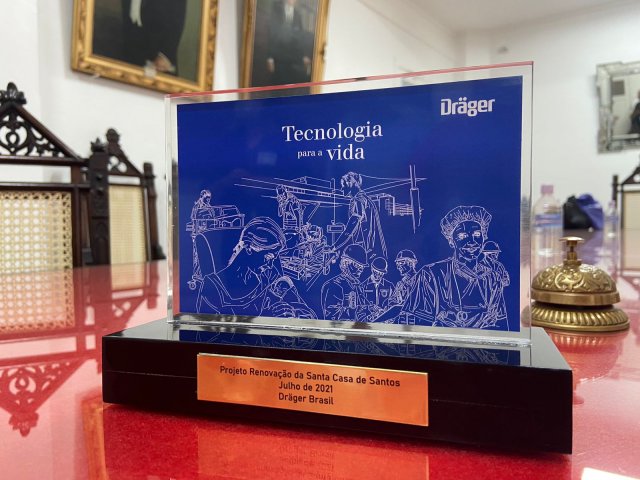 Dräger
Tecnologia
para a vida
Projeto Renovação da Santa Casa de Santos
Julho de 2021
Dräger Brasil